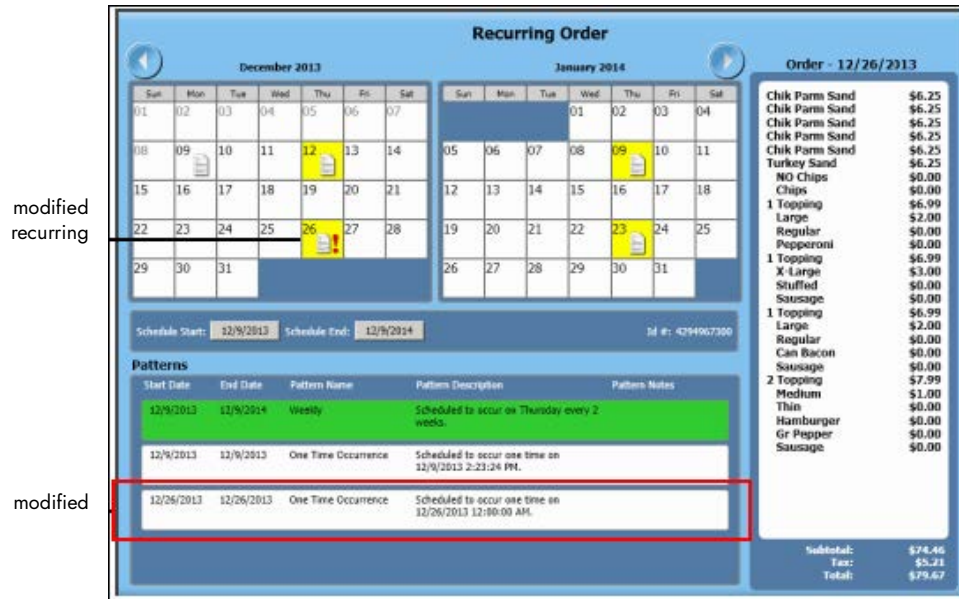 Recurring Order
December 2013
January 2014
Order - 12/26/2013
Sun Mon Tue Wed Thu Fri Sat
01 02 03 04 05 06 07
08 09 10 11 12 13 14
15 16 17 18 19 20 21
22 23 24 25 26 27 28
29 30 31
Sun Mon Tue Wed Thu Fri Sat
01 02 03 04
05 06 07 08 09 10 11
12 13 14 15 16 17 18
19 20 21 22 23 24 25
26 27 28 29 30 31
modified
recurring
Schedule Start: 12/9/2013 Schedule End: 12/9/2014 Id #: 4294967300
Patterns
Start Date End Date Pattern Name Pattern Description Pattern Notes
12/9/2013 12/9/2014 Weekly Scheduled to occur on Thursday every 2
weeks.
12/9/2013 12/9/2013 One Time Occurrence Scheduled to occur one time on
12/9/2013 2:23:24 PM.
modified
12/26/2013 12/26/2013 One Time Occurrence Scheduled to occur one time on
12/26/2013 12:00:00 AM.
Chik Parm Sand $6.25
Chik Parm Sand $6.25
Chik Parm Sand $6.25
Chik Parm Sand $6.25
Chik Parm Sand $6.25
Turkey Sand $6.25
NO Chips $0.00
Chips $0.00
1 Topping $6.99
Large $2.00
Regular $0.00
Pepperoni $0.00
1 Topping $6.99
X-Large $3.00
Stuffed $0.00
Sausage $0.00
1 Topping $6.99
Large $2.00
Regular $0.00
Can Bacon $0.00
Sausage $0.00
2 Topping $7.99
Medium $1.00
Thin $0.00
Hamburger $0.00
Gr Pepper $0.00
Sausage $0.00
Subtotal: $74.46
Tax: $5.21
Total: $79.67